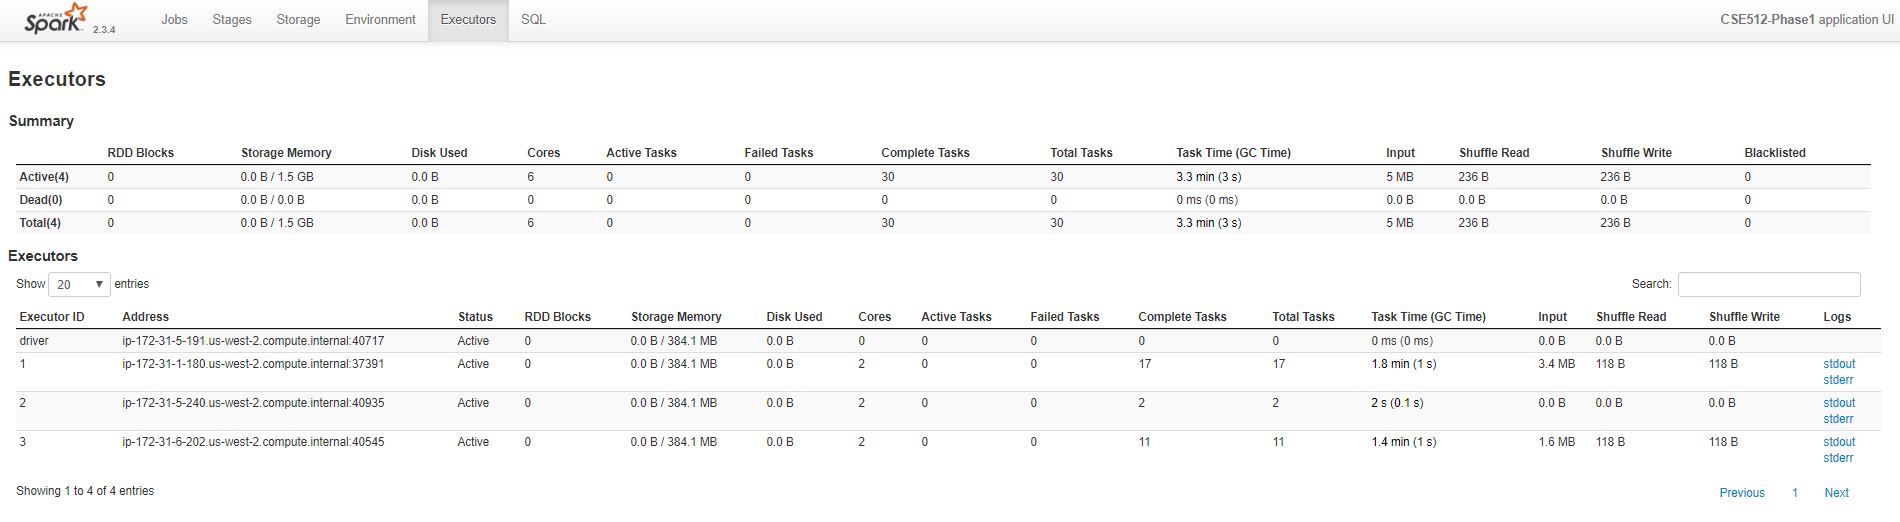 APACHE Spark 2.3.4 Jobs Stages Storage Environment Executors SQL CSE512-Phase1 application UI
Executors
Summary
RDD Blocks Storage Memory Disk Used Cores Active Tasks Failed Tasks Complete Tasks Total Tasks Task Time (GC Time) Input Shuffle Read Shuffle Write Blacklisted
Active(4) 0 0.0 B / 1.5 GB 0.0 B 6 0 0 30 30 3.3 min (3 s) 5 MB 236 B 236 B 0
Dead(0) 0 0.0 B / 0.0 B 0.0 B 0 0 0 0 0 0 ms (0 ms) 0.0 B 0.0 B 0.0 B 0
Total(4) 0 0.0 B / 1.5 GB 0.0 B 6 0 0 30 30 3.3 min (3 s) 5 MB 236 B 236 B 0
Executors
Show 20 entries Search:
Executor ID Address Status RDD Blocks Storage Memory Disk Used Cores Active Tasks Failed Tasks Complete Tasks Total Tasks Task Time (GC Time) Input Shuffle Read Shuffle Write Logs
driver ip-172-31-5-191.us-west-2.compute.internal:40717 Active 0 0.0 B / 384.1 MB 0.0 B 0 0 0 0 0 0 ms (0 ms) 0.0 B 0.0 B 0.0 B
1 ip-172-31-1-180.us-west-2.compute.internal:37391 Active 0 0.0 B / 384.1 MB 0.0 B 2 0 0 17 17 1.8 min (1 s) 3.4 MB 118 B 118 B stdout
stderr
2 ip-172-31-5-240.us-west-2.compute.internal:40935 Active 0 0.0 B / 384.1 MB 0.0 B 2 0 0 2 2 2 s (0.1 s) 0.0 B 0.0 B 0.0 B stdout
stderr
3 ip-172-31-6-202.us-west-2.compute.internal:40545 Active 0 0.0 B / 384.1 MB 0.0 B 2 0 0 11 11 1.4 min (1 s) 1.6 MB 118 B 118 B stdout
stderr
Showing 1 to 4 of 4 entries Previous 1 Next